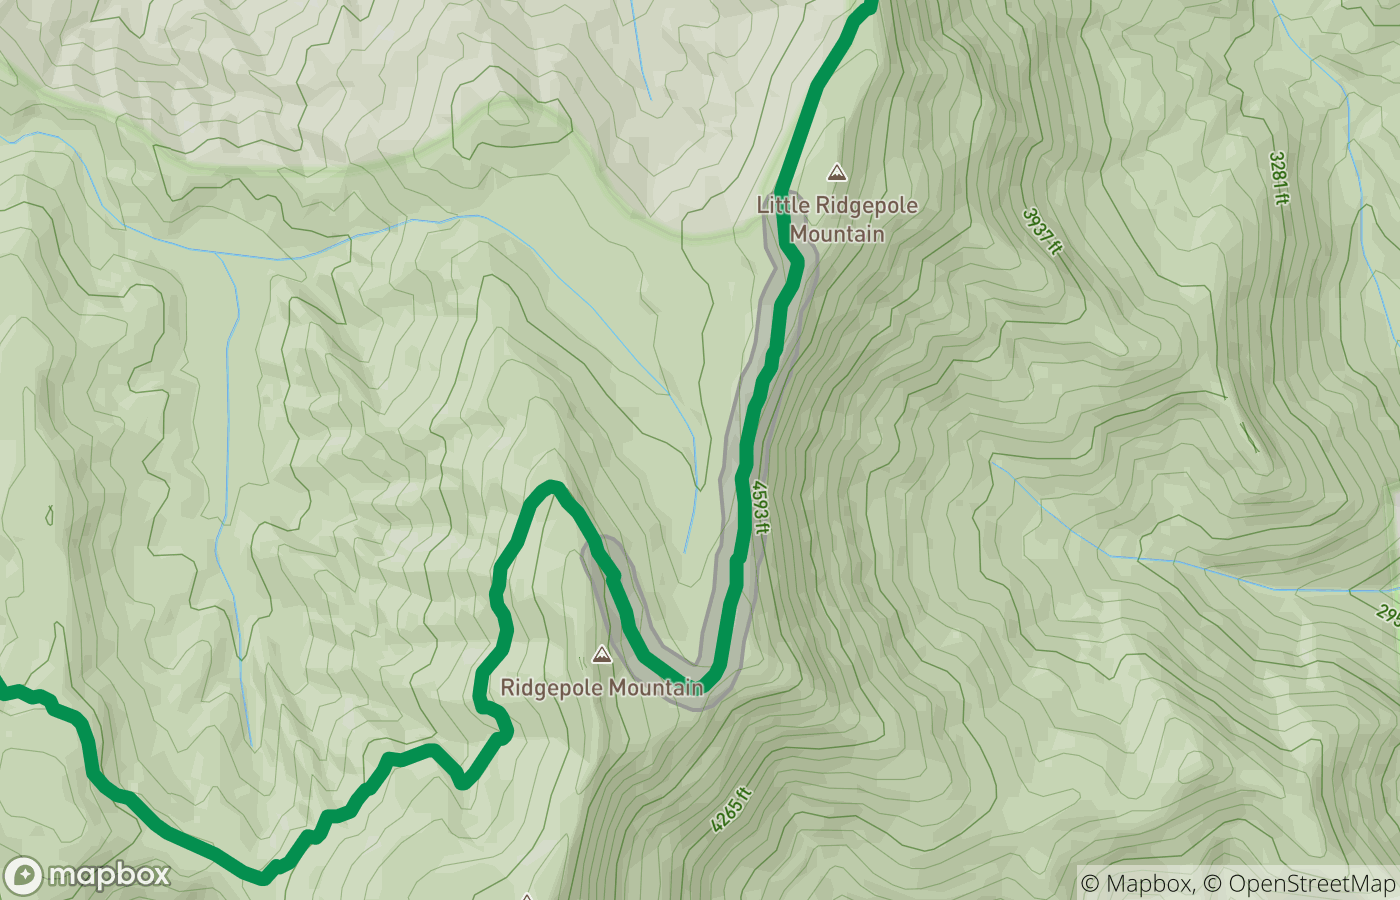 3281 ft
Little Ridgepole
Mountain
3937 ft
4593 ft
Ridgepole Mountain
4265 ft
mapbox
© Mapbox, © OpenStreetMap